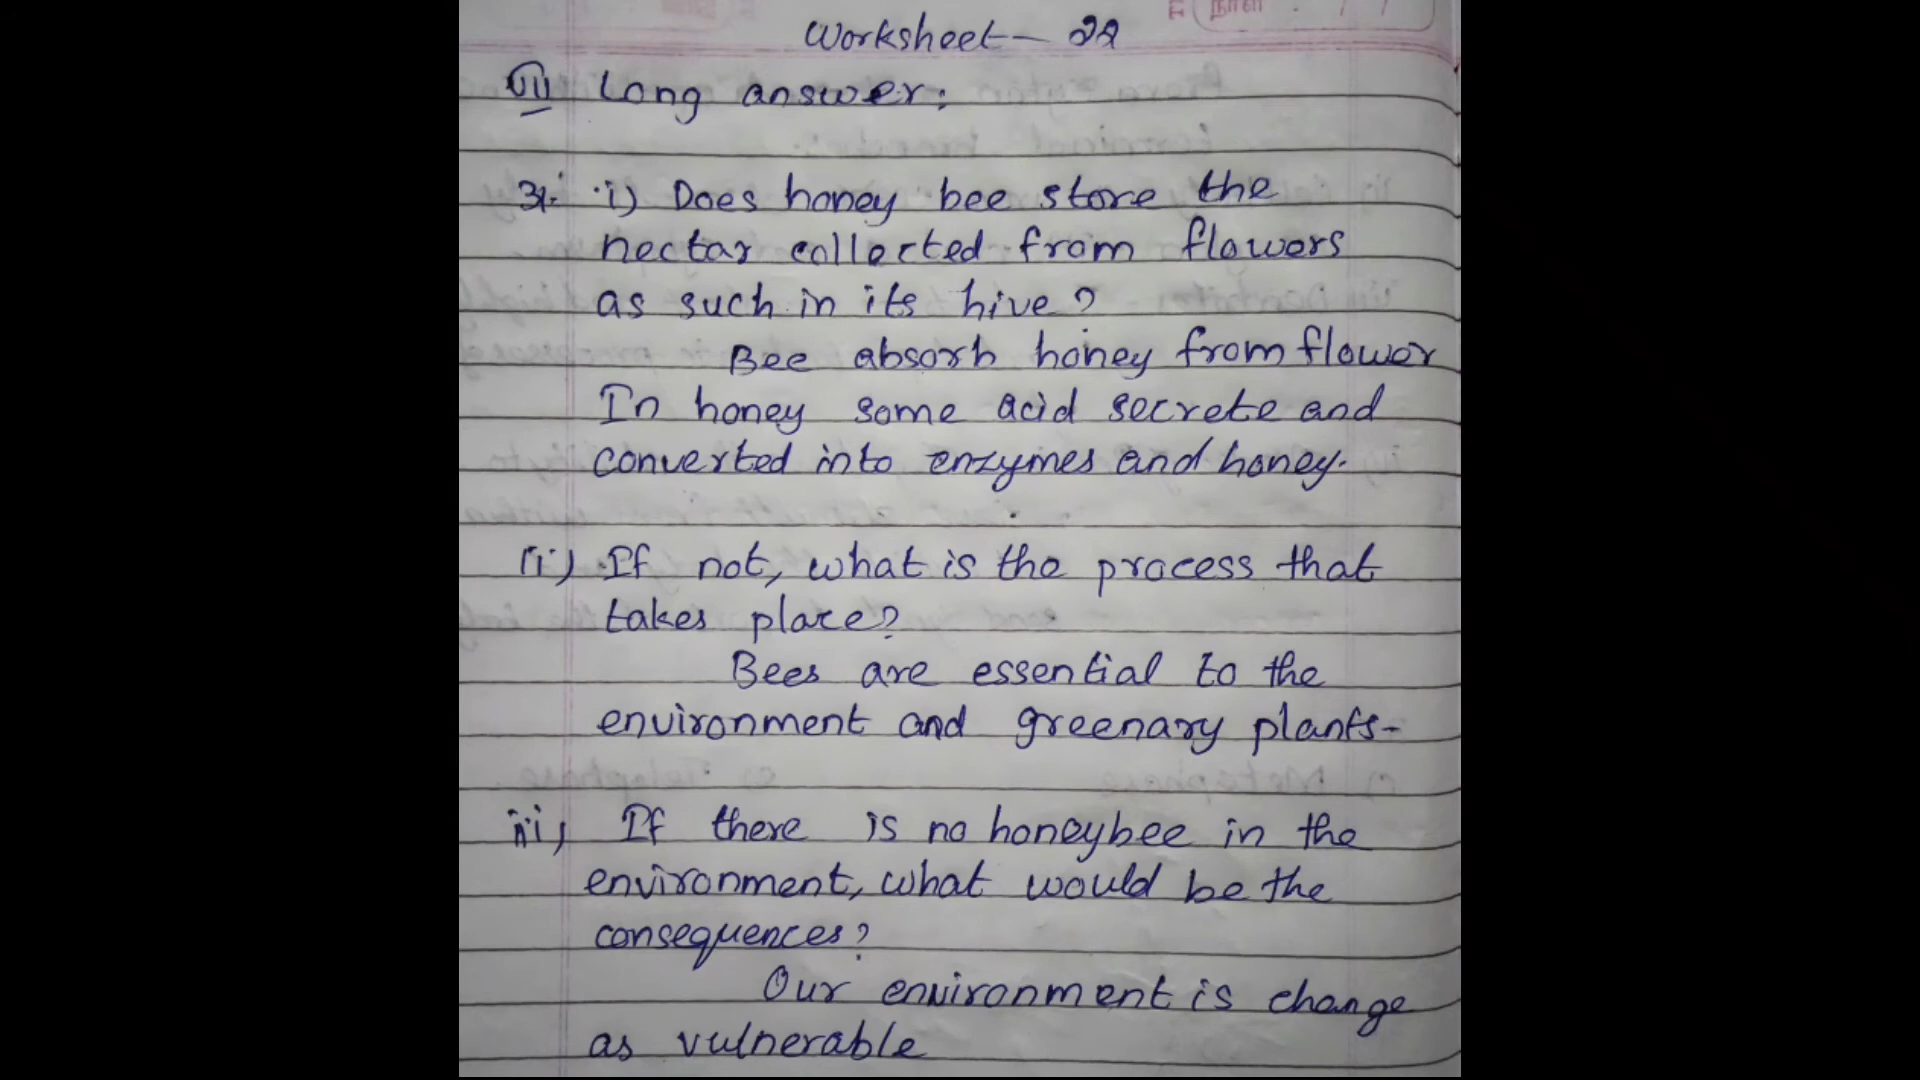 Worksheet - 22
VII Long answer:
3. i) Does honey bee store the
nectar collected from flowers
as such in its hive?
Bee absorb honey from flower
In honey some acid secrete and
converted into enzymes and honey.
ii) If not, what is the process that
takes place?
Bees are essential to the
environment and greenary plants-
iii) If there is no honeybee in the
environment, what would be the
consequences?
Our environment is change
as vulnerable